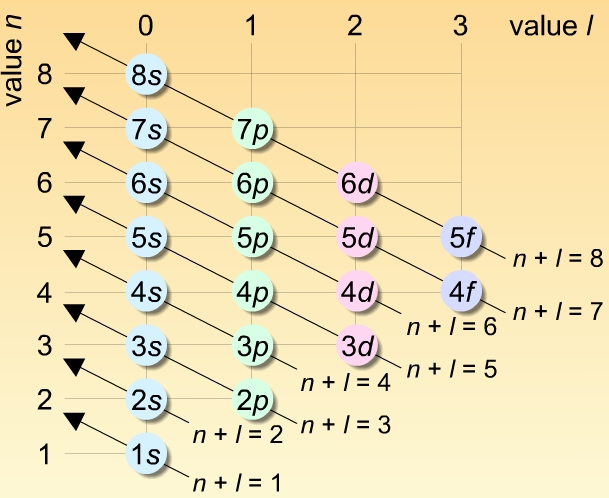 0 1 2 3 value l
value n
8 8s
7 7s 7p
6 6s 6p 6d
5 5s 5p 5d 5f
n + l = 8
4 4s 4p 4d 4f
n + l = 7
n + l = 6
3 3s 3p 3d
n + l = 5
n + l = 4
2 2s 2p
n + l = 3
n + l = 2
1 1s
n + l = 1